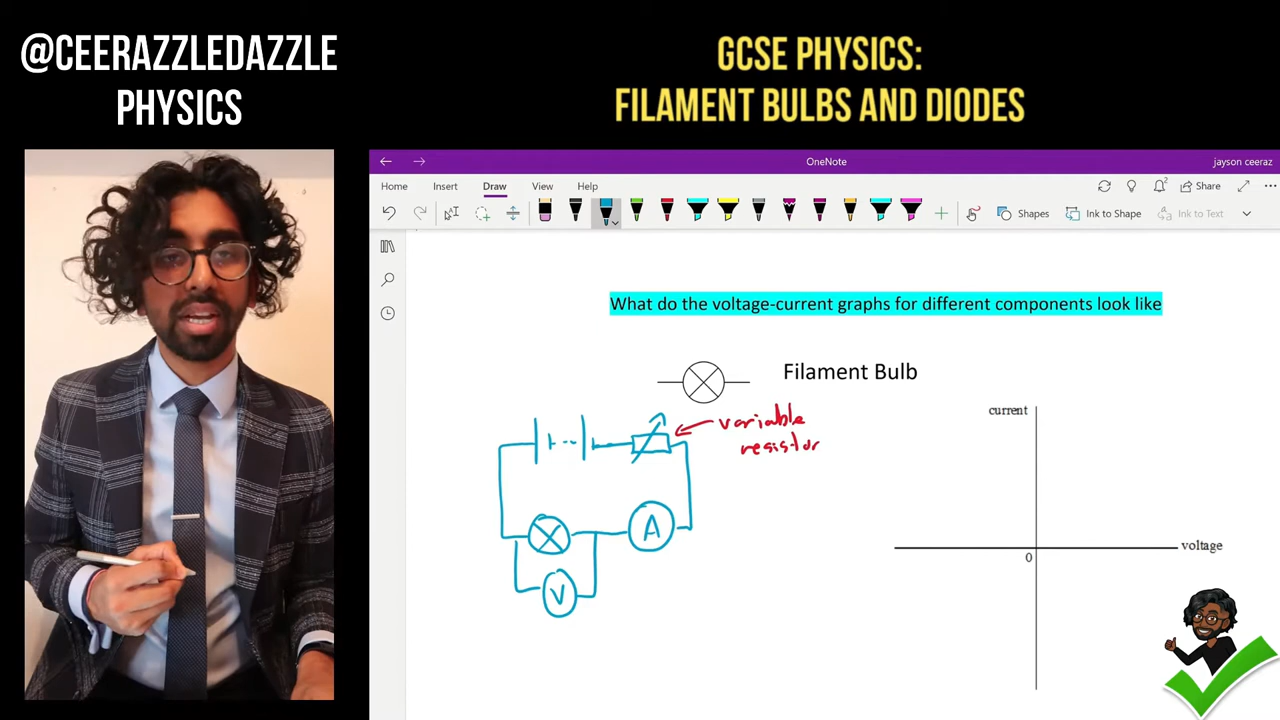 @CEERAZZLEDAZZLE
PHYSICS
GCSE PHYSICS:
FILAMENT BULBS AND DIODES
OneNote
jayson ceeraz
Home Insert Draw View Help
2
Share
Shapes
Ink to Shape
Ink to Text
What do the voltage-current graphs for different components look like
Filament Bulb
variable
resistor
A
V
current
voltage
0